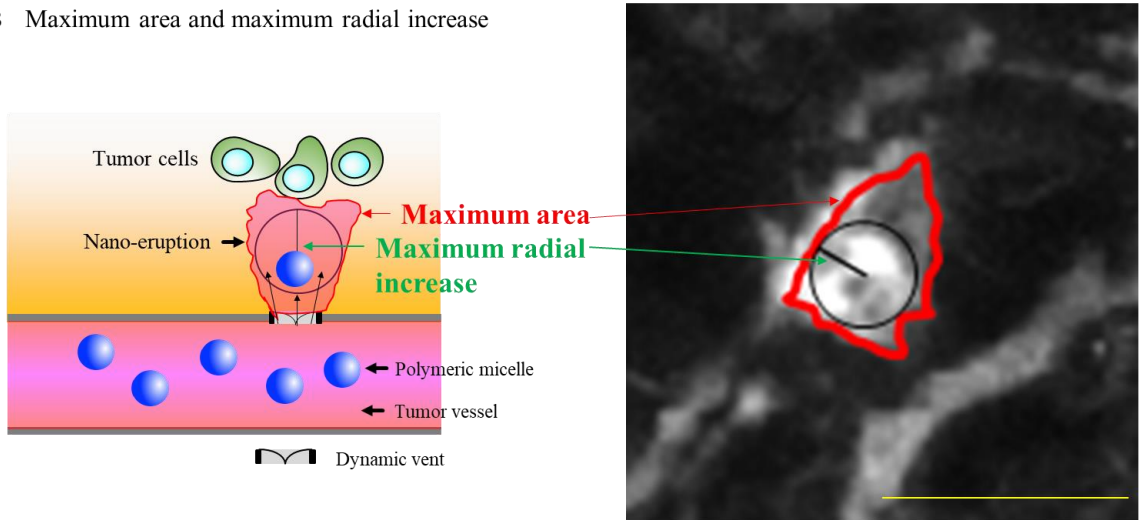 Maximum area and maximum radial increase
Tumor cells
Maximum area
Nano-eruption
Maximum radial
increase
Polymeric micelle
Tumor vessel
Dynamic vent